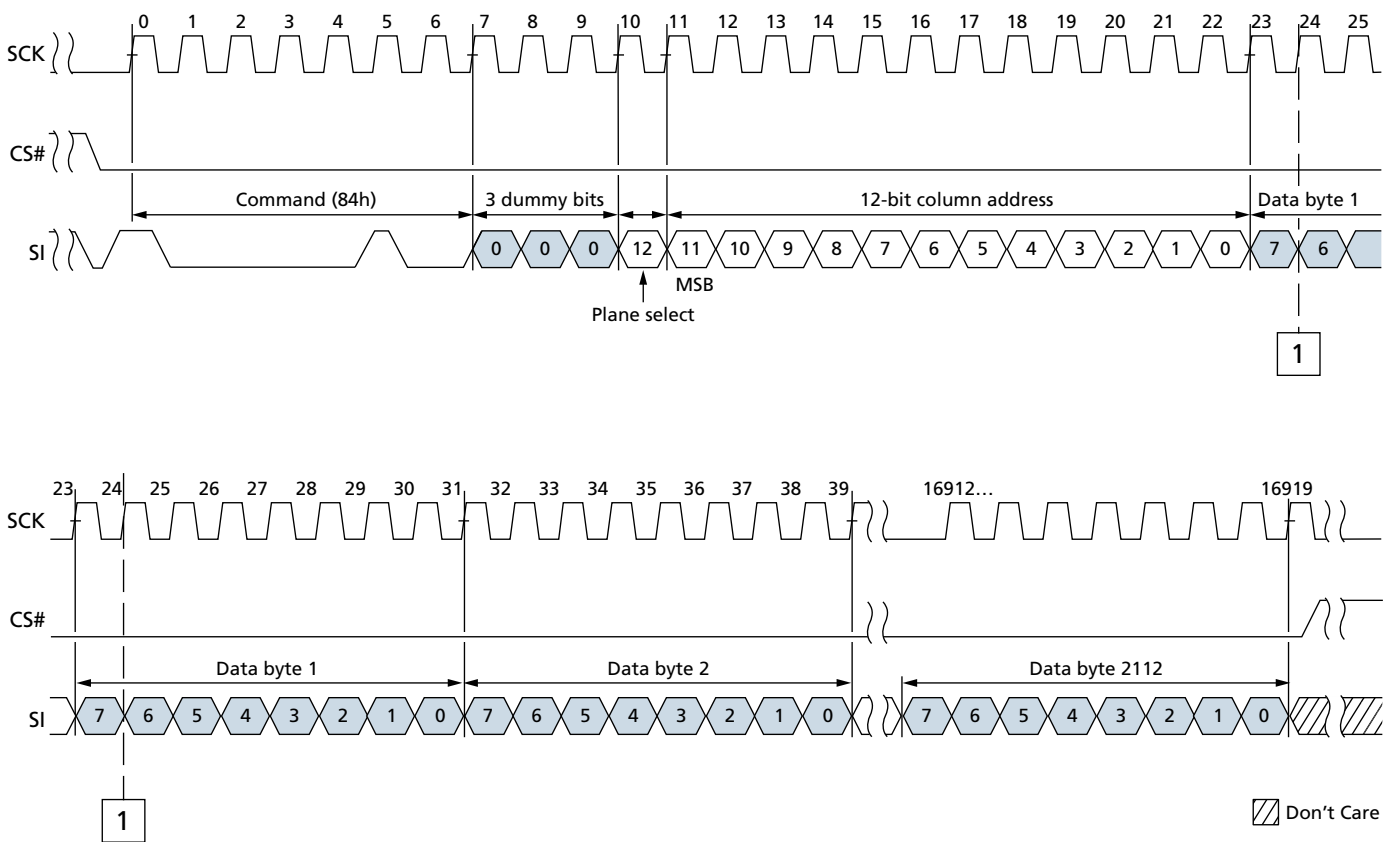 0 1 2 3 4 5 6 7 8 9 10 11 12 13 14 15 16 17 18 19 20 21 22 23 24 25
SCK
CS#
Command (84h) 3 dummy bits 12-bit column address Data byte 1
SI 0 0 0 12 11 10 9 8 7 6 5 4 3 2 1 0 7 6
MSB
Plane select
1
23 24 25 26 27 28 29 30 31 32 33 34 35 36 37 38 39 16912... 16919
SCK
CS#
Data byte 1 Data byte 2 Data byte 2112
SI 7 6 5 4 3 2 1 0 7 6 5 4 3 2 1 0 7 6 5 4 3 2 1 0
1
Don't Care